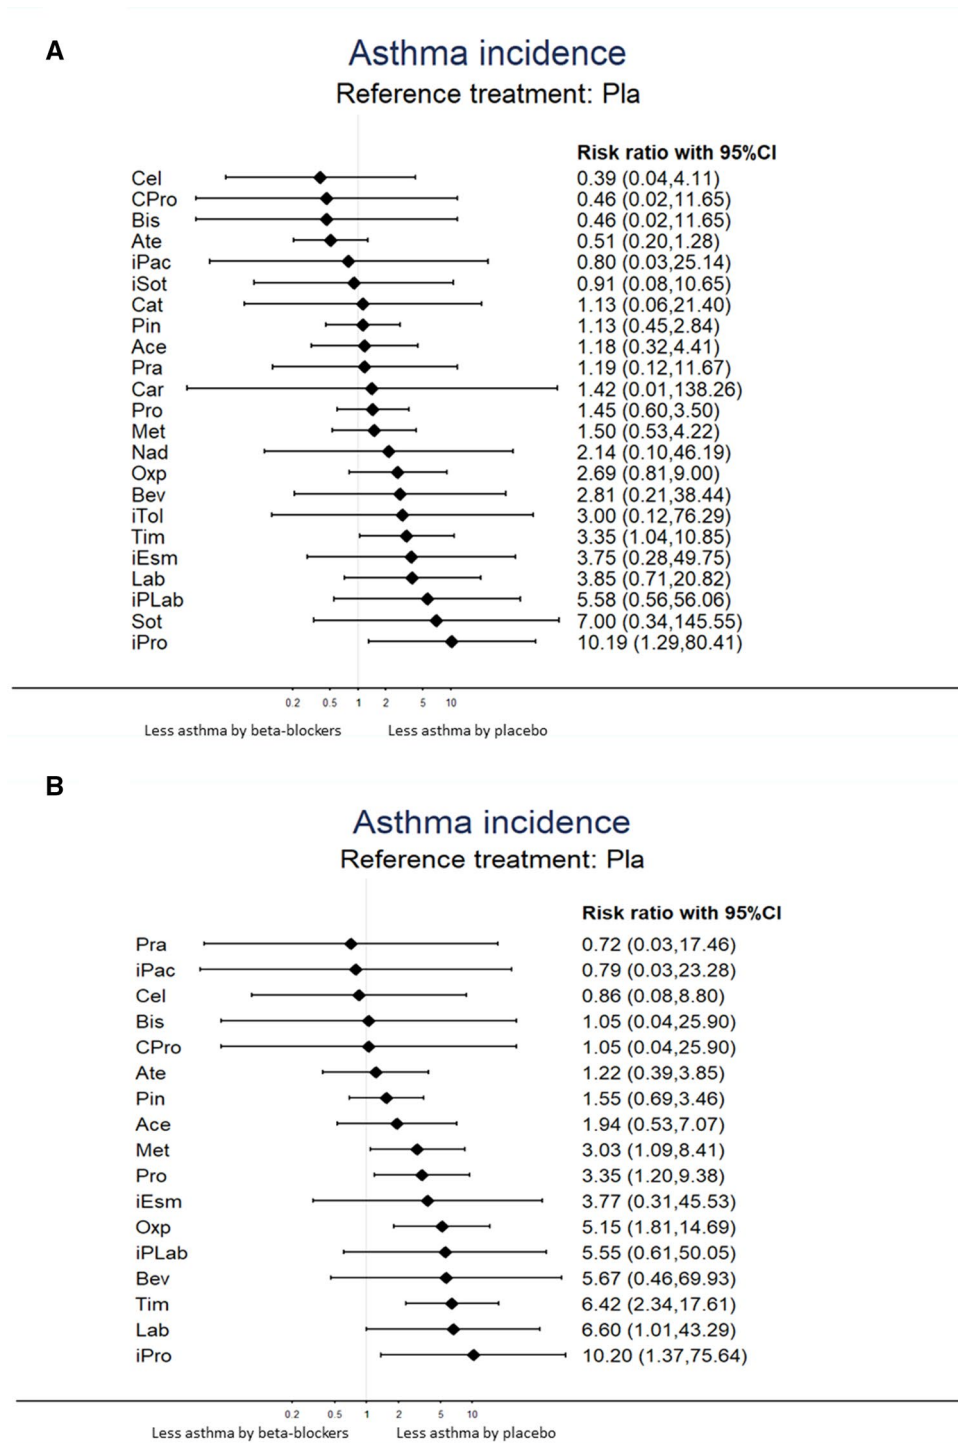 A
Asthma incidence
Reference treatment: Pla
Risk ratio with 95%CI
Cel 0.39 (0.04,4.11)
CPro 0.46 (0.02,11.65)
Bis 0.46 (0.02,11.65)
Ate 0.51 (0.20,1.28)
iPac 0.80 (0.03,25.14)
iSot 0.91 (0.08,10.65)
Cat 1.13 (0.06,21.40)
Pin 1.13 (0.45,2.84)
Ace 1.18 (0.32,4.41)
Pra 1.19 (0.12,11.67)
Car 1.42 (0.01,138.26)
Pro 1.45 (0.60,3.50)
Met 1.50 (0.53,4.22)
Nad 2.14 (0.10,46.19)
Oxp 2.69 (0.81,9.00)
Bev 2.81 (0.21,38.44)
iTol 3.00 (0.12,76.29)
Tim 3.35 (1.04,10.85)
iEsm 3.75 (0.28,49.75)
Lab 3.85 (0.71,20.82)
iPLab 5.58 (0.56,56.06)
Sot 7.00 (0.34,145.55)
iPro 10.19 (1.29,80.41)
0.2 0.5 1 2 5 10
Less asthma by beta-blockers Less asthma by placebo
B
Asthma incidence
Reference treatment: Pla
Risk ratio with 95%CI
Pra 0.72 (0.03,17.46)
iPac 0.79 (0.03,23.28)
Cel 0.86 (0.08,8.80)
Bis 1.05 (0.04,25.90)
CPro 1.05 (0.04,25.90)
Ate 1.22 (0.39,3.85)
Pin 1.55 (0.69,3.46)
Ace 1.94 (0.53,7.07)
Met 3.03 (1.09,8.41)
Pro 3.35 (1.20,9.38)
iEsm 3.77 (0.31,45.53)
Oxp 5.15 (1.81,14.69)
iPLab 5.55 (0.61,50.05)
Bev 5.67 (0.46,69.93)
Tim 6.42 (2.34,17.61)
Lab 6.60 (1.01,43.29)
iPro 10.20 (1.37,75.64)
0.2 0.5 1 2 5 10
Less asthma by beta-blockers Less asthma by placebo